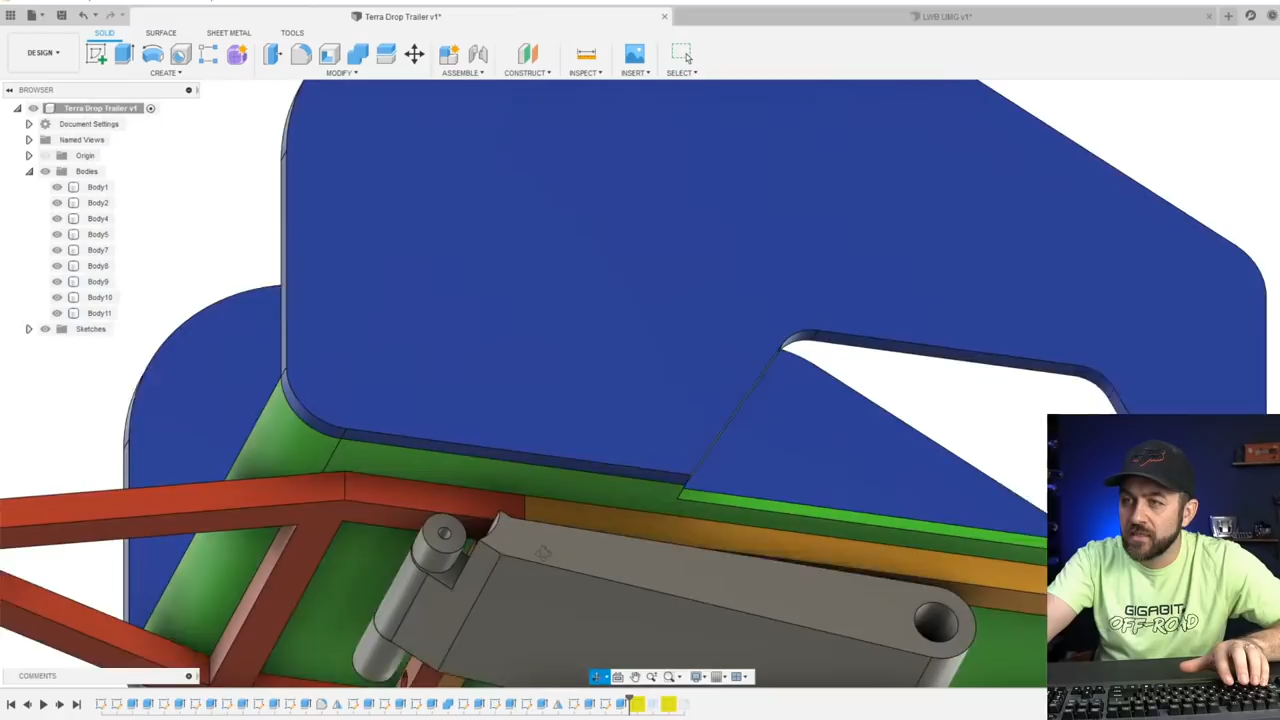 Terra Drop Trailer v1*
LWB UMG v1*
DESIGN
SOLID
SURFACE
SHEET METAL
TOOLS
CREATE
MODIFY
ASSEMBLE
CONSTRUCT
INSPECT
INSERT
SELECT
BROWSER
Terra Drop Trailer v1
Document Settings
Named Views
Origin
Bodies
Body1
Body2
Body4
Body5
Body7
Body8
Body9
Body10
Body11
Sketches
COMMENTS
GIGABIT
OFF-ROAD